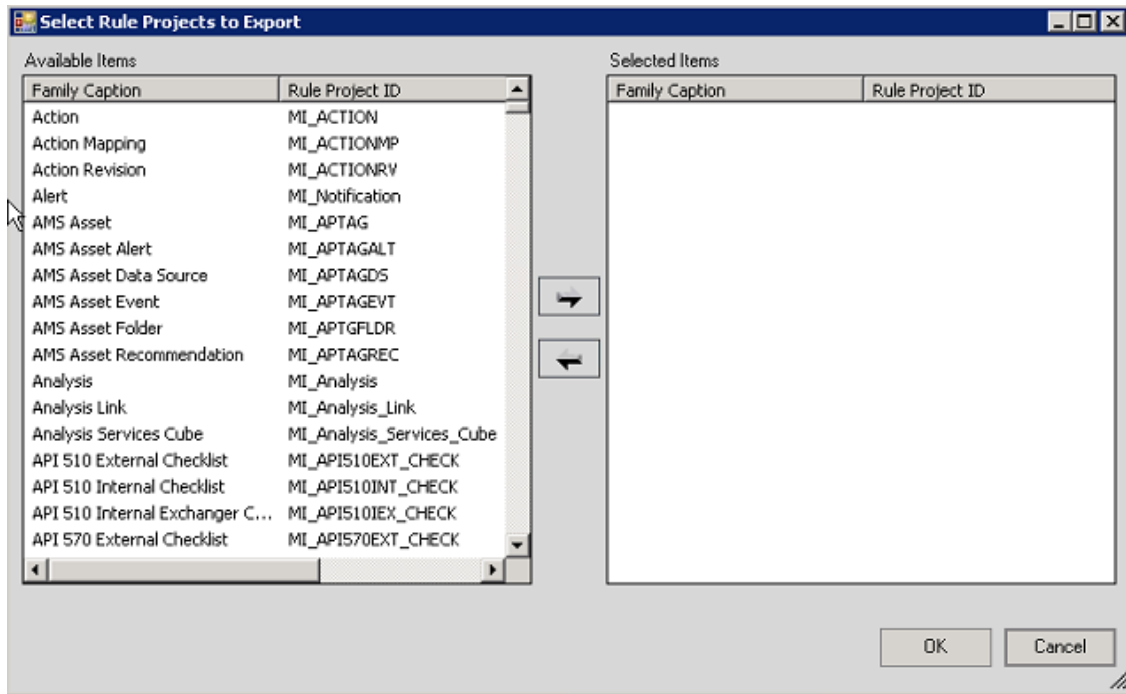 Select Rule Projects to Export
Available Items
Family Caption Rule Project ID
Action MI_ACTION
Action Mapping MI_ACTIONMP
Action Revision MI_ACTIONRV
Alert MI_Notification
AMS Asset MI_APTAG
AMS Asset Alert MI_APTAGALT
AMS Asset Data Source MI_APTAGDS
AMS Asset Event MI_APTAGEVT
AMS Asset Folder MI_APTGFLDR
AMS Asset Recommendation MI_APTAGREC
Analysis MI_Analysis
Analysis Link MI_Analysis_Link
Analysis Services Cube MI_Analysis_Services_Cube
API 510 External Checklist MI_API510EXT_CHECK
API 510 Internal Checklist MI_API510INT_CHECK
API 510 Internal Exchanger C... MI_API510IEX_CHECK
API 570 External Checklist MI_API570EXT_CHECK
Selected Items
Family Caption Rule Project ID
OK Cancel